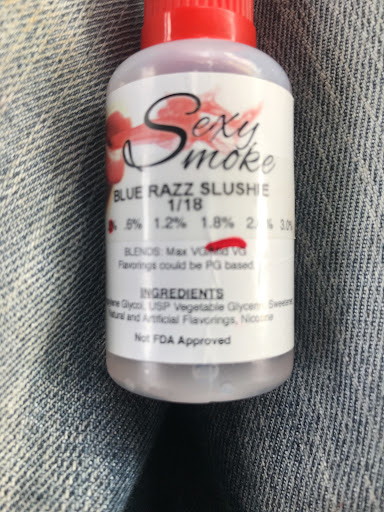 Sexy
Smoke
BLUE RAZZ SLUSHIE
1/18
.6% 1.2% 1.8% 3.0%
BLENDS: Max VG
Flavorings could be PG based.
INGREDIENTS
Glycol, USP Vegetable Glycerin,
Natural and Artificial Flavorings, Nicotine
Not FDA Approved